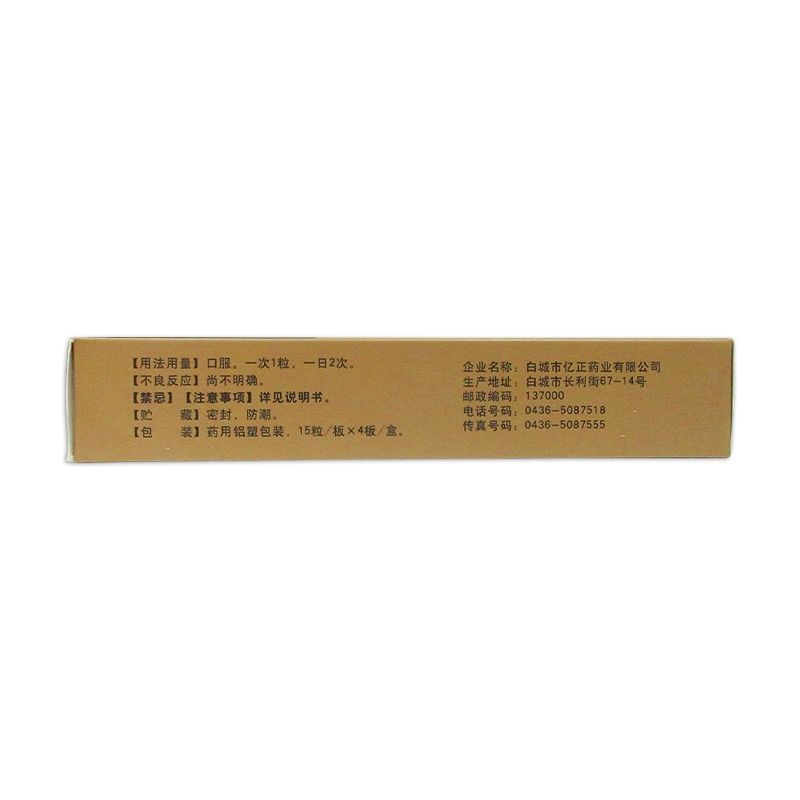 【用法用量】口服。一次1粒，一日2次。
【不良反应】尚不明确。
【禁忌】【注意事项】详见说明书。
【贮　　藏】密封，防潮。
【包　　装】药用铝塑包装，15粒/板×4板/盒。
企业名称：白城市亿正药业有限公司
生产地址：白城市长利街67-14号
邮政编码：137000
电话号码：0436-5087518
传真号码：0436-5087555